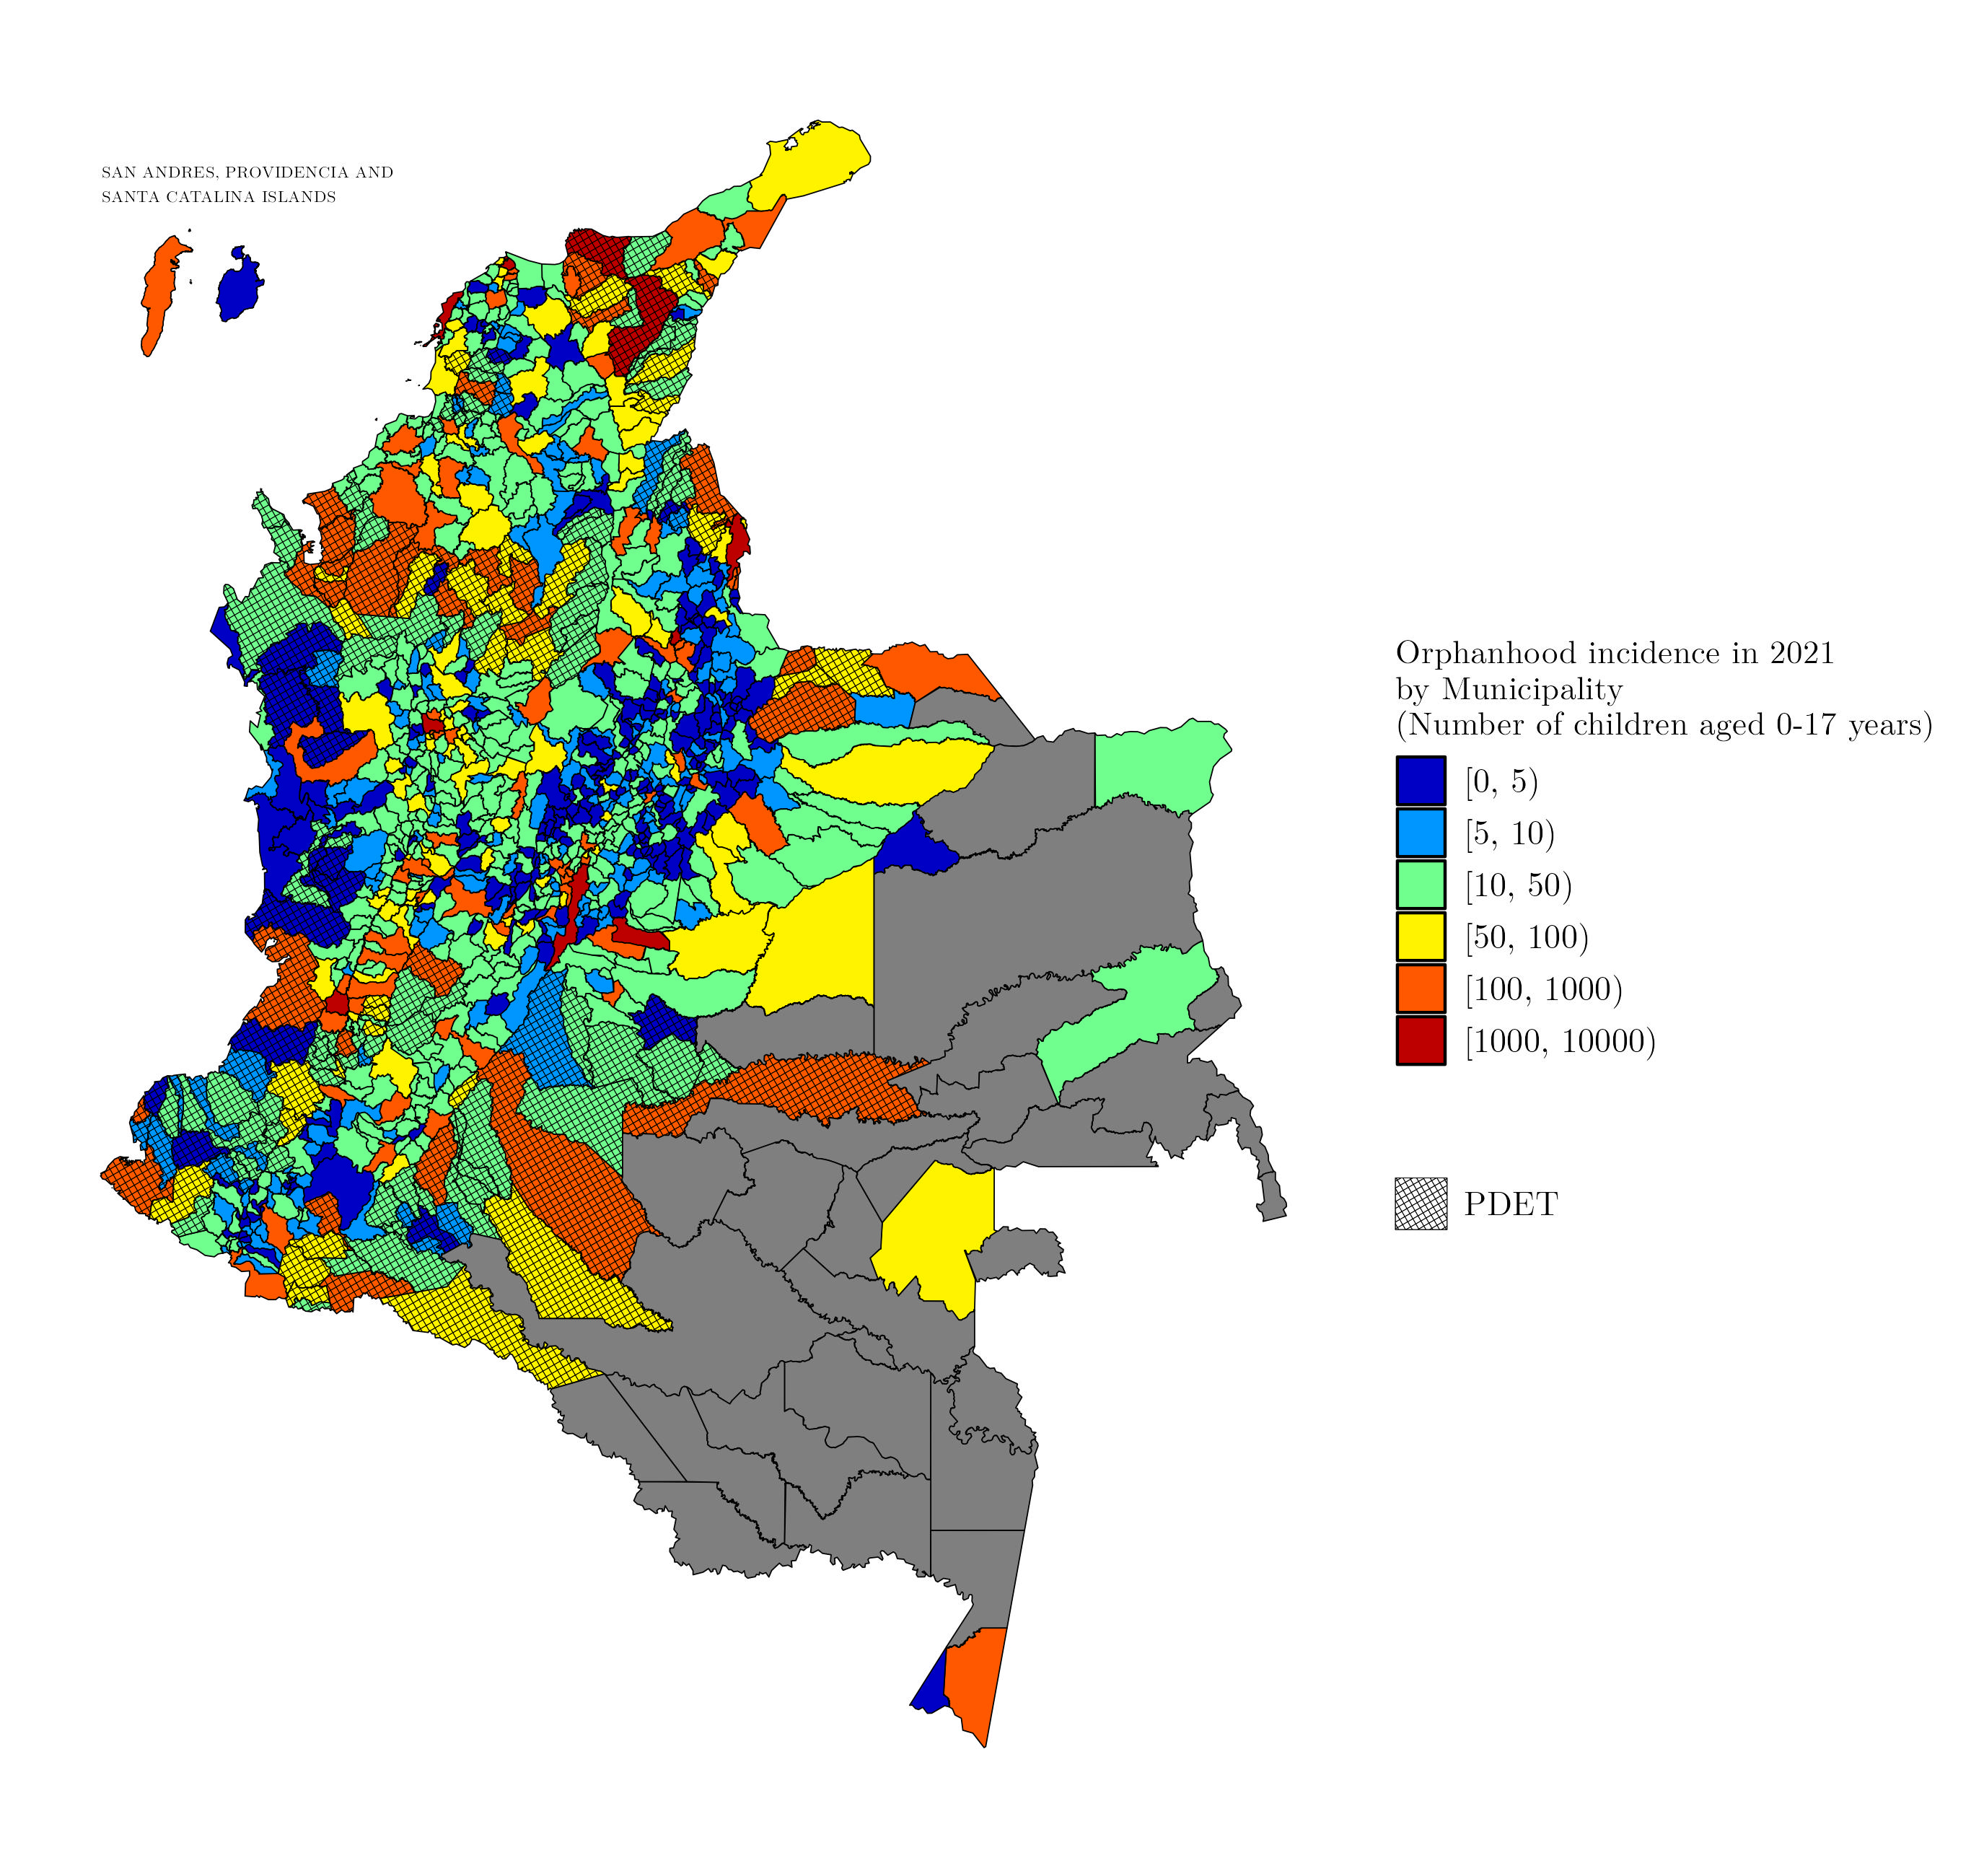 SAN ANDRES, PROVIDENCIA AND
SANTA CATALINA ISLANDS
Orphanhood incidence in 2021
by Municipality
(Number of children aged 0-17 years)
[0, 5)
[5, 10)
[10, 50)
[50, 100)
[100, 1000)
[1000, 10000)
PDET